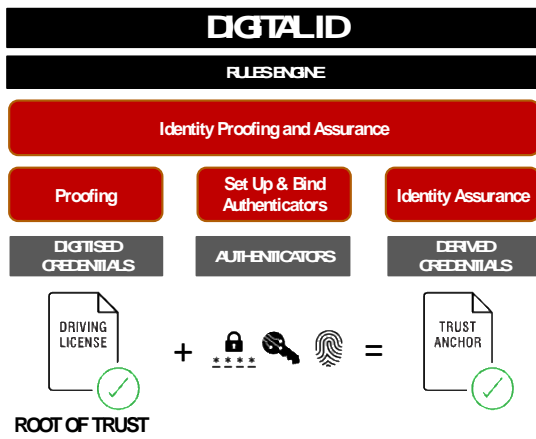 DIGITAL ID
RULES ENGINE
Identity Proofing and Assurance
Proofing
Set Up & Bind
Authenticators
Identity Assurance
DIGITISED
CREDENTIALS
AUTHENTICATORS
DERIVED
CREDENTIALS
DRIVING
LICENSE
+
****
=
TRUST
ANCHOR
ROOT OF TRUST